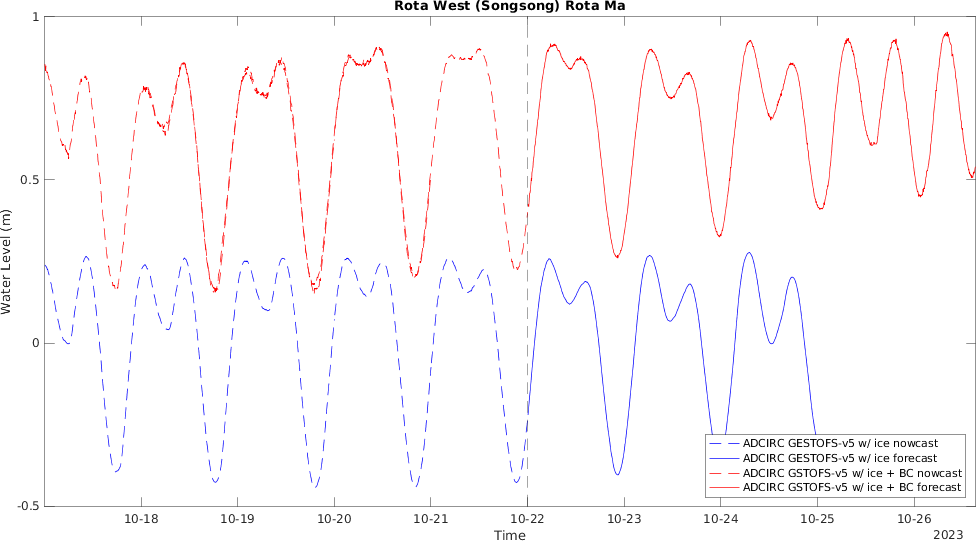 Rota West (Songsong) Rota Ma
1
0.5
0
-0.5
Water Level (m)
ADCIRC GESTOFS-v5 w/ ice nowcast
ADCIRC GESTOFS-v5 w/ ice forecast
ADCIRC GSTOFS-v5 w/ ice + BC nowcast
ADCIRC GSTOFS-v5 w/ ice + BC forecast
10-18 10-19 10-20 10-21 10-22 10-23 10-24 10-25 10-26
Time
2023